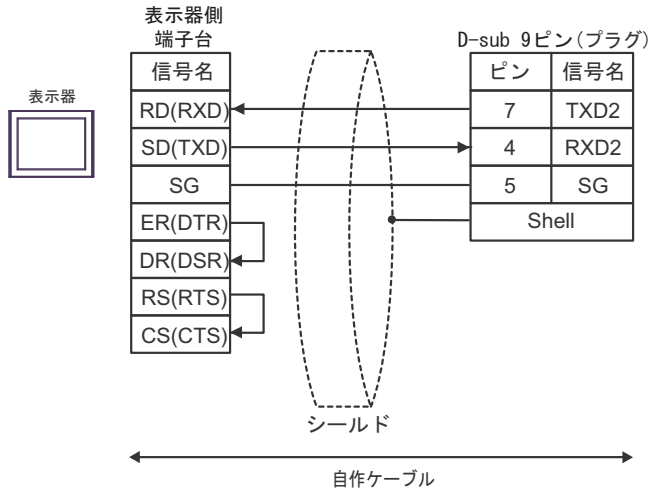 表示器側
端子台
D-sub 9ピン(プラグ)
表示器
信号名
ピン 信号名
RD(RXD) 7 TXD2
SD(TXD) 4 RXD2
SG 5 SG
ER(DTR) Shell
DR(DSR)
RS(RTS)
CS(CTS)
シールド
自作ケーブル